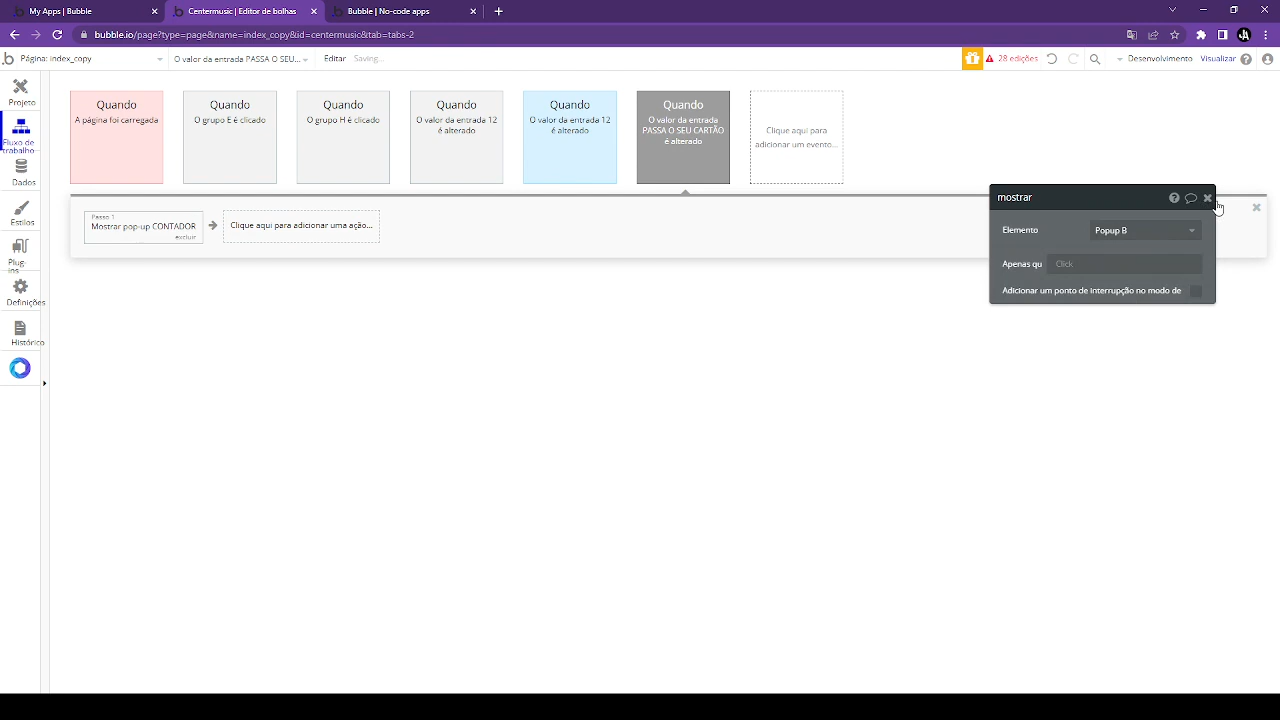 My Apps | Bubble
Centermusic | Editor de bolhas
Bubble | No-code apps
bubble.io/page?type=page&name=index_copy&id=centermusic&tab=tabs-2
Página: index_copy
O valor da entrada PASSA O SEU...
Editar
Saving...
28 edições
Desenvolvimento
Visualizar
Projeto
Fluxo de
trabalho
Dados
Estilos
Plug-
ins
Definições
Histórico
Quando
A página foi carregada
Quando
O grupo E é clicado
Quando
O grupo H é clicado
Quando
O valor da entrada 12
é alterado
Quando
O valor da entrada 12
é alterado
Quando
O valor da entrada
PASSA O SEU CARTÃO
é alterado
Clique aqui para
adicionar um evento...
Passo 1
Mostrar pop-up CONTADOR
excluir
Clique aqui para adicionar uma ação...
mostrar
Elemento
Popup B
Apenas qu
Click
Adicionar um ponto de interrupção no modo de